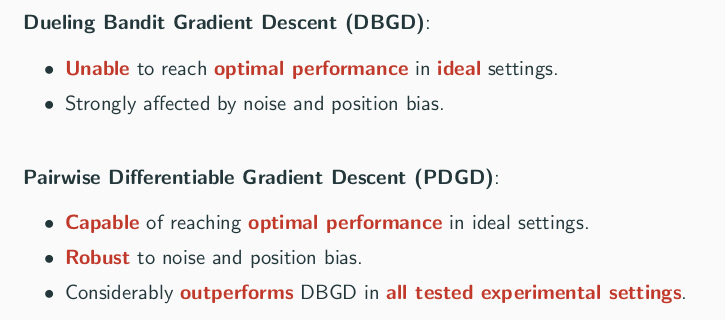 Dueling Bandit Gradient Descent (DBGD):
• Unable to reach optimal performance in ideal settings.
• Strongly affected by noise and position bias.
Pairwise Differentiable Gradient Descent (PDGD):
• Capable of reaching optimal performance in ideal settings.
• Robust to noise and position bias.
• Considerably outperforms DBGD in all tested experimental settings.